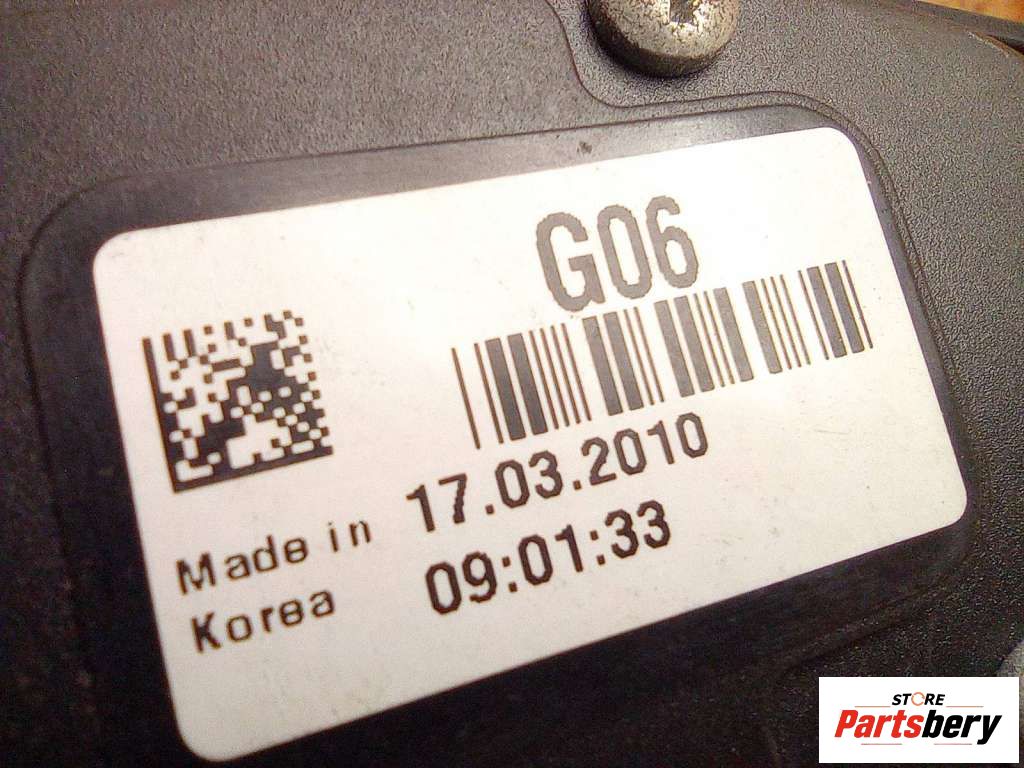 G06
17.03.2010
09:01:33
Made in
Korea
STORE
Partsbery